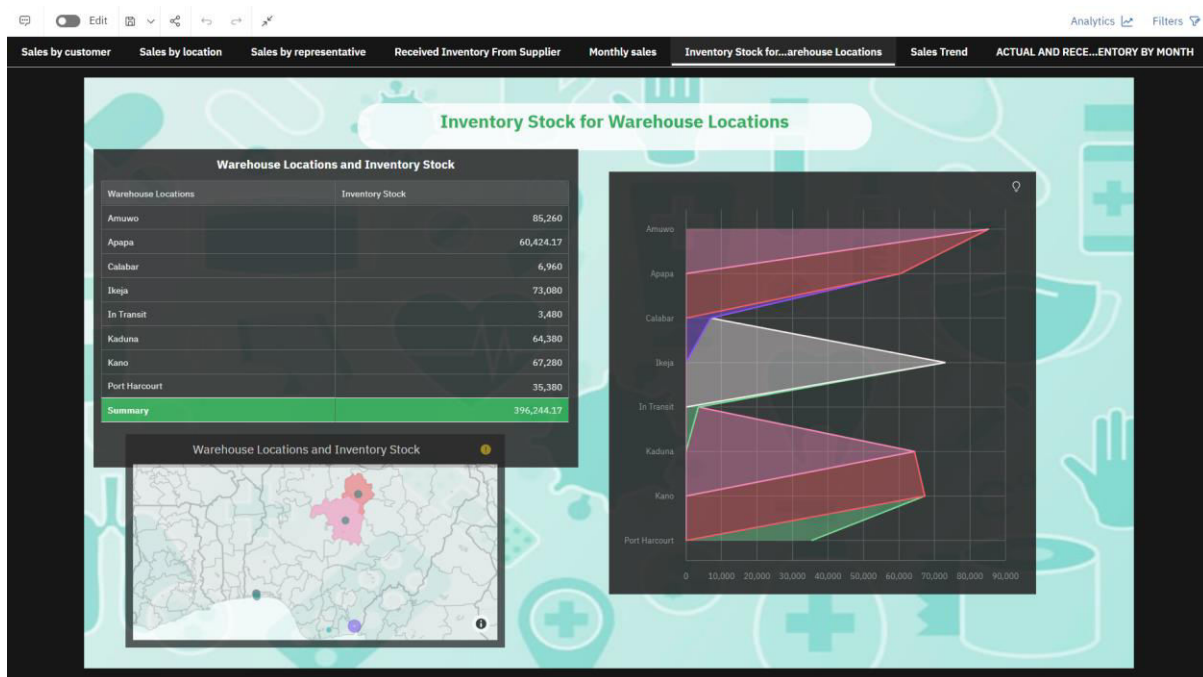 Edit
Analytics
Filters
Sales by customer Sales by location Sales by representative Received Inventory From Supplier Monthly sales Inventory Stock for...arehouse Locations Sales Trend ACTUAL AND RECE...ENTORY BY MONTH
Inventory Stock for Warehouse Locations
Warehouse Locations and Inventory Stock
Warehouse Locations Inventory Stock
Amuwo 85,260
Apapa 60,424.17
Calabar 6,960
Ikeja 73,080
In Transit 3,480
Kaduna 64,380
Kano 67,280
Port Harcourt 35,380
Summary 396,244.17
Warehouse Locations and Inventory Stock
Amuwo
Apapa
Calabar
Ikeja
In Transit
Kaduna
Kano
Port Harcourt
0 10,000 20,000 30,000 40,000 50,000 60,000 70,000 80,000 90,000